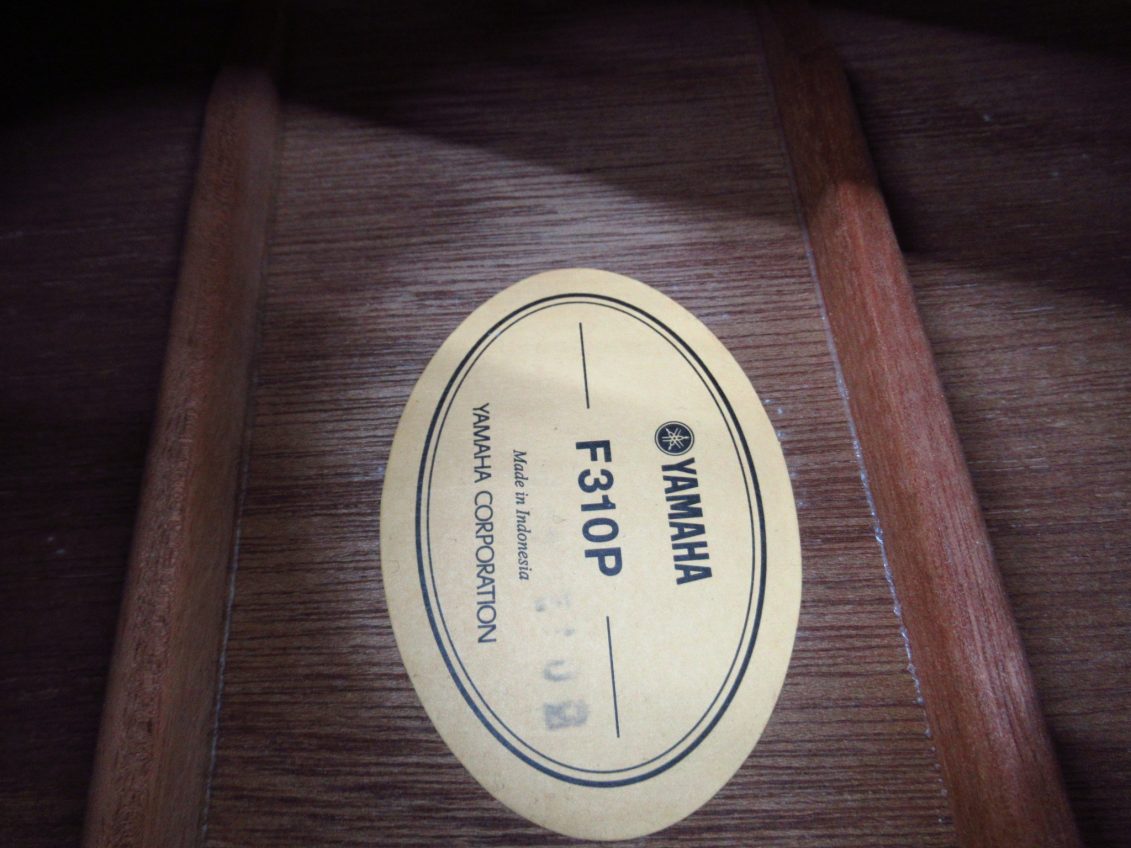 YAMAHA
F310P
Made in Indonesia
YAMAHA CORPORATION